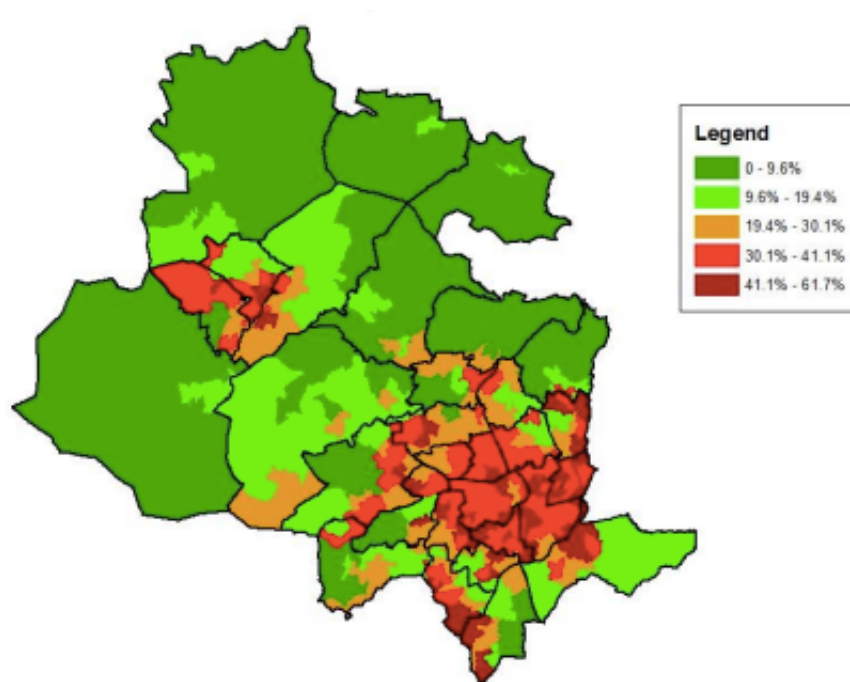 Legend
0 - 9.6%
9.6% - 19.4%
19.4% - 30.1%
30.1% - 41.1%
41.1% - 61.7%